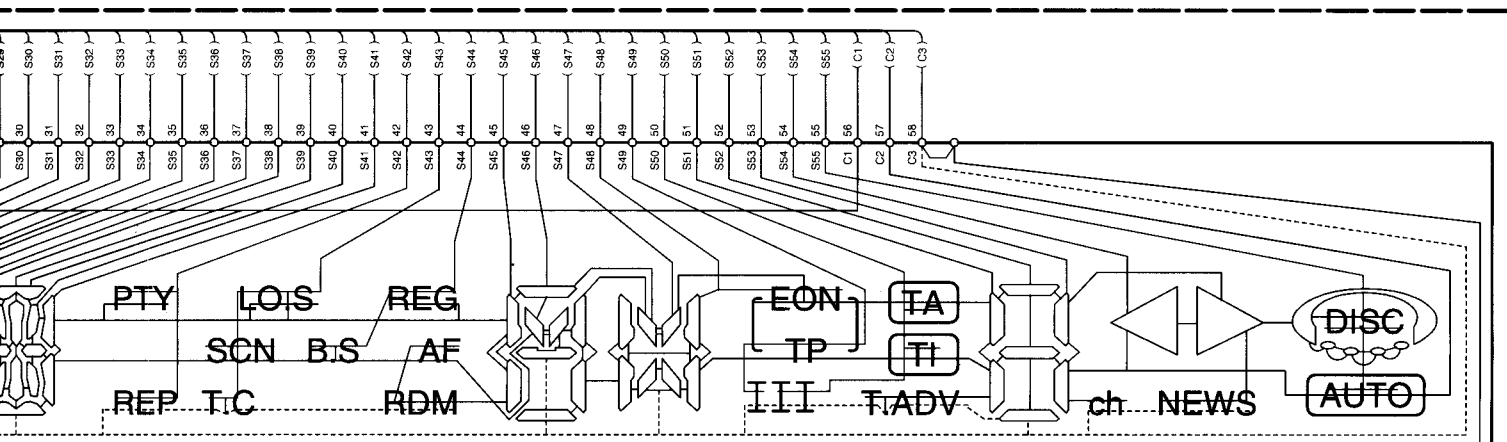 S29 S30 S31 S32 S33 S34 S35 S36 S37 S38 S39 S40 S41 S42 S43 S44 S45 S46 S47 S48 S49 S50 S51 S52 S53 S54 S55 C1 C2 C3
30 31 32 33 34 35 36 37 38 39 40 41 42 43 44 45 46 47 48 49 50 51 52 53 54 55 56 57 58
S30 S31 S32 S33 S34 S35 S36 S37 S38 S39 S40 S41 S42 S43 S44 S45 S46 S47 S48 S49 S50 S51 S52 S53 S54 S55 C1 C2 C3
PTY LO.S REG EON TA DISC
SCN B.S AF TP TI
REP T.C RDM III T.ADV ch NEWS AUTO